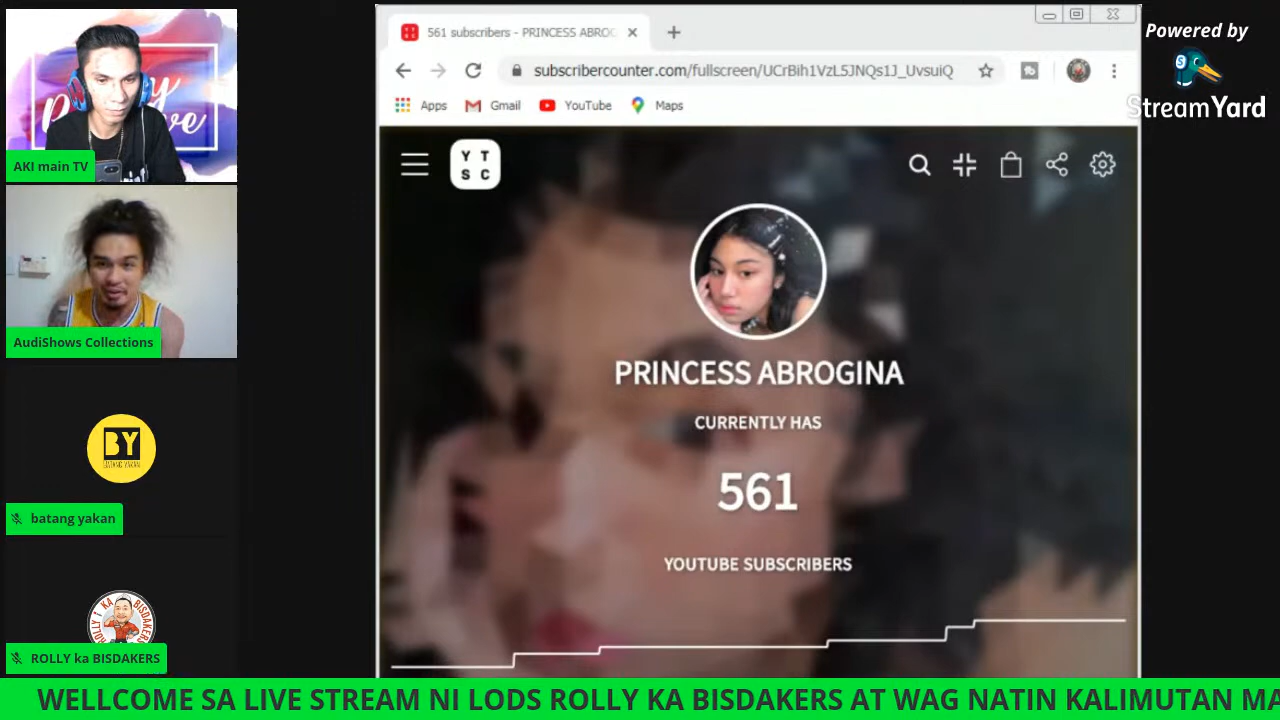 AKI main TV
AudiShows Collections
BY
batang yakan
ROLLY ka BISDAKERS
561 subscribers - PRINCESS ABROG
subscribercounter.com/fullscreen/UCrBih1VzL5JNQs1J_UvsuiQ
Apps Gmail YouTube Maps
Y T
S C
PRINCESS ABROGINA
CURRENTLY HAS
561
YOUTUBE SUBSCRIBERS
Powered by
StreamYard
WELLCOME SA LIVE STREAM NI LODS ROLLY KA BISDAKERS AT WAG NATIN KALIMUTAN MA